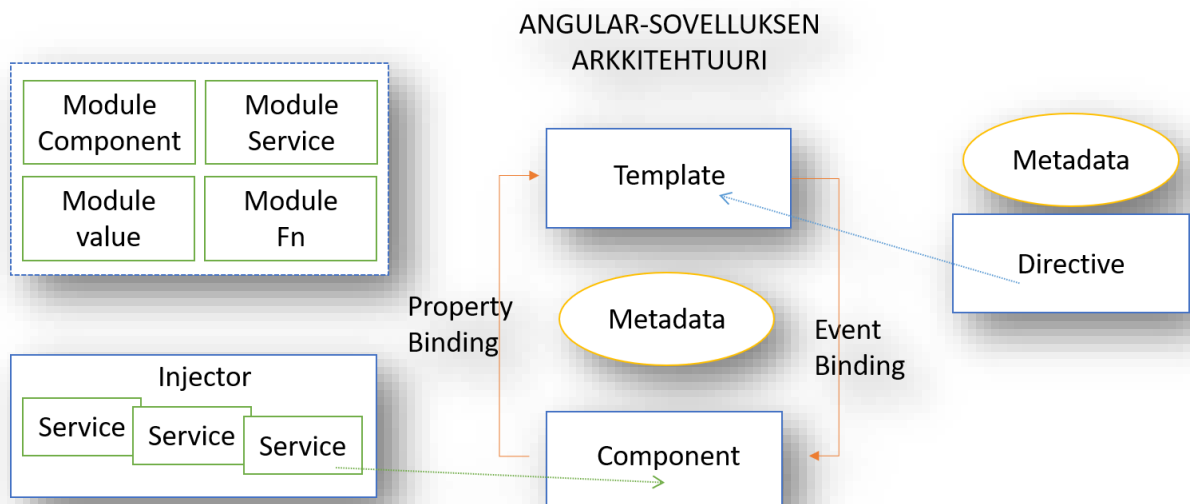 ANGULAR-SOVELLUKSEN
ARKKITEHTUURI
Module
Component
Module
Service
Module
value
Module
Fn
Injector
Service
Service
Service
Property
Binding
Template
Metadata
Component
Event
Binding
Metadata
Directive